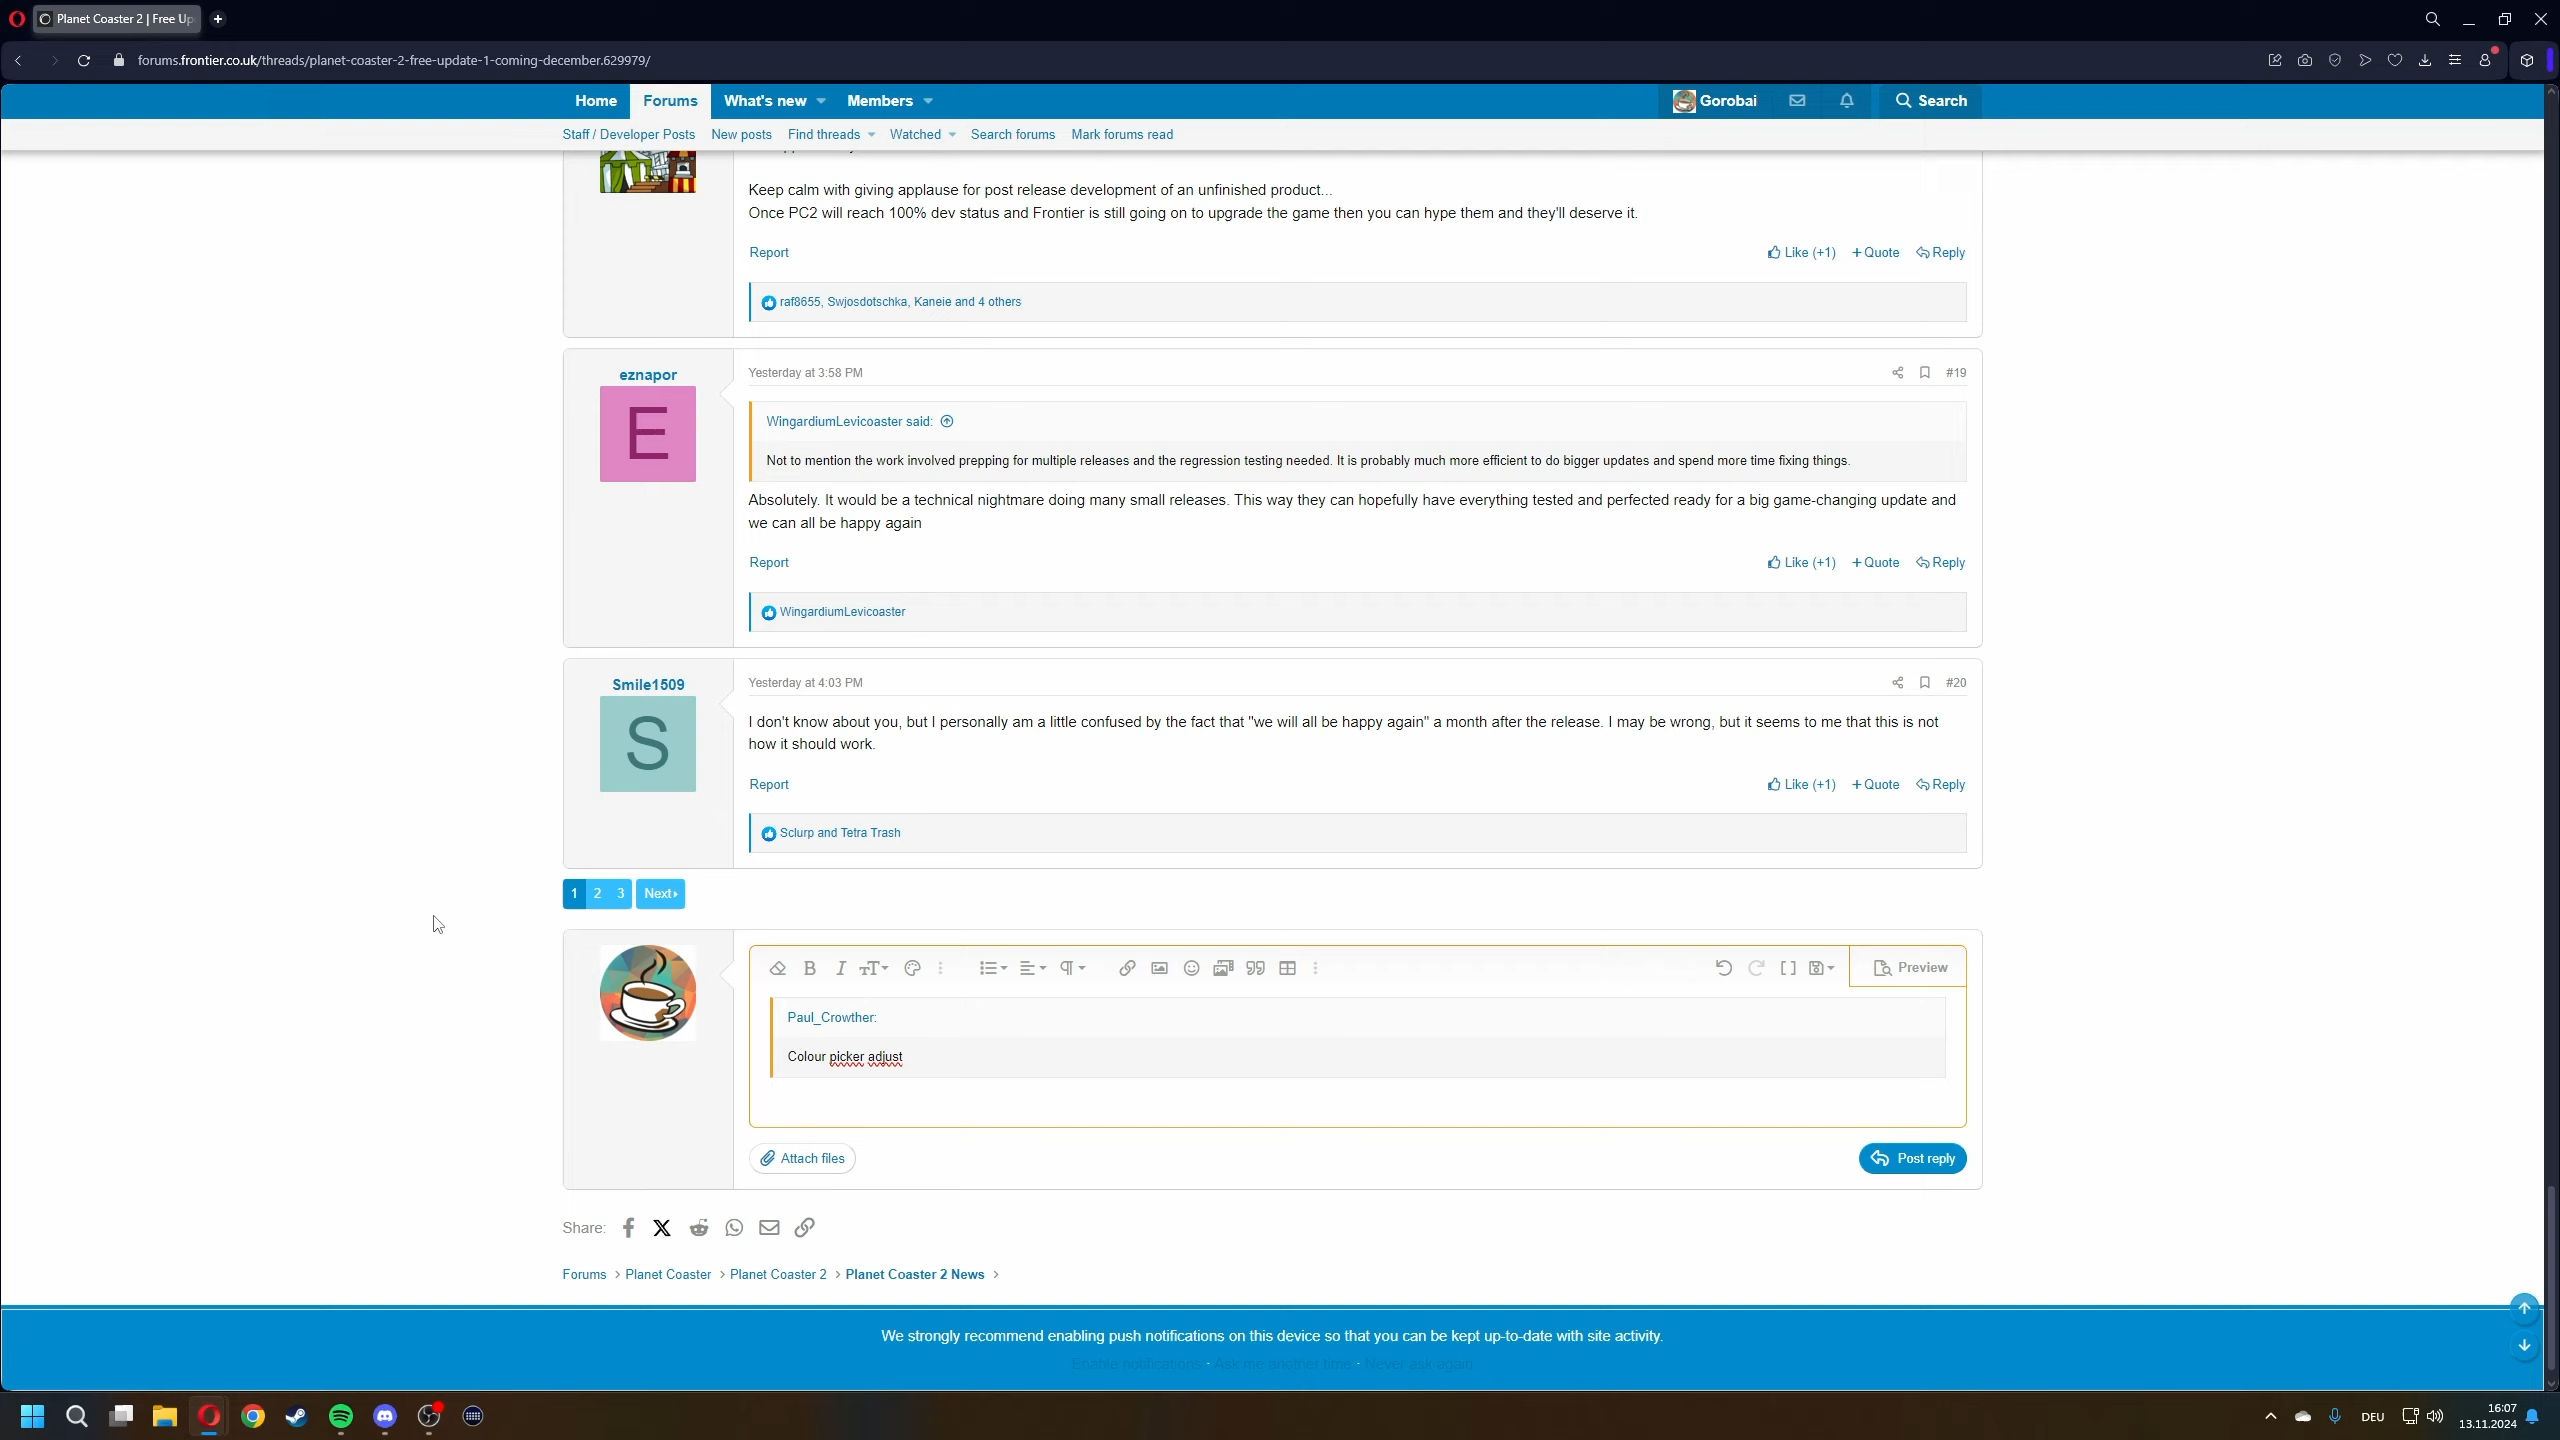 Planet Coaster 2 | Free Up
forums.frontier.co.uk/threads/planet-coaster-2-free-update-1-coming-december.629979/
Home Forums What's new Members Gorobai Search
Staff / Developer Posts New posts Find threads Watched Search forums Mark forums read
Keep calm with giving applause for post release development of an unfinished product...
Once PC2 will reach 100% dev status and Frontier is still going on to upgrade the game then you can hype them and they'll deserve it.
Report Like (+1) +Quote Reply
raf8655, Swjosdotschka, Kaneie and 4 others
eznapor
E
Yesterday at 3:58 PM #19
WingardiumLevicoaster said:
Not to mention the work involved prepping for multiple releases and the regression testing needed. It is probably much more efficient to do bigger updates and spend more time fixing things.
Absolutely. It would be a technical nightmare doing many small releases. This way they can hopefully have everything tested and perfected ready for a big game-changing update and
we can all be happy again
Report Like (+1) +Quote Reply
WingardiumLevicoaster
Smile1509
S
Yesterday at 4:03 PM #20
I don't know about you, but I personally am a little confused by the fact that "we will all be happy again" a month after the release. I may be wrong, but it seems to me that this is not
how it should work.
Report Like (+1) +Quote Reply
Sclurp and Tetra Trash
1 2 3 Next
B I TT Preview
Paul_Crowther:
Colour picker adjust
Attach files Post reply
Share:
Forums > Planet Coaster > Planet Coaster 2 > Planet Coaster 2 News >
We strongly recommend enabling push notifications on this device so that you can be kept up-to-date with site activity.
Enable notifications · Ask me another time · Never ask again
DEU 16:07
13.11.2024